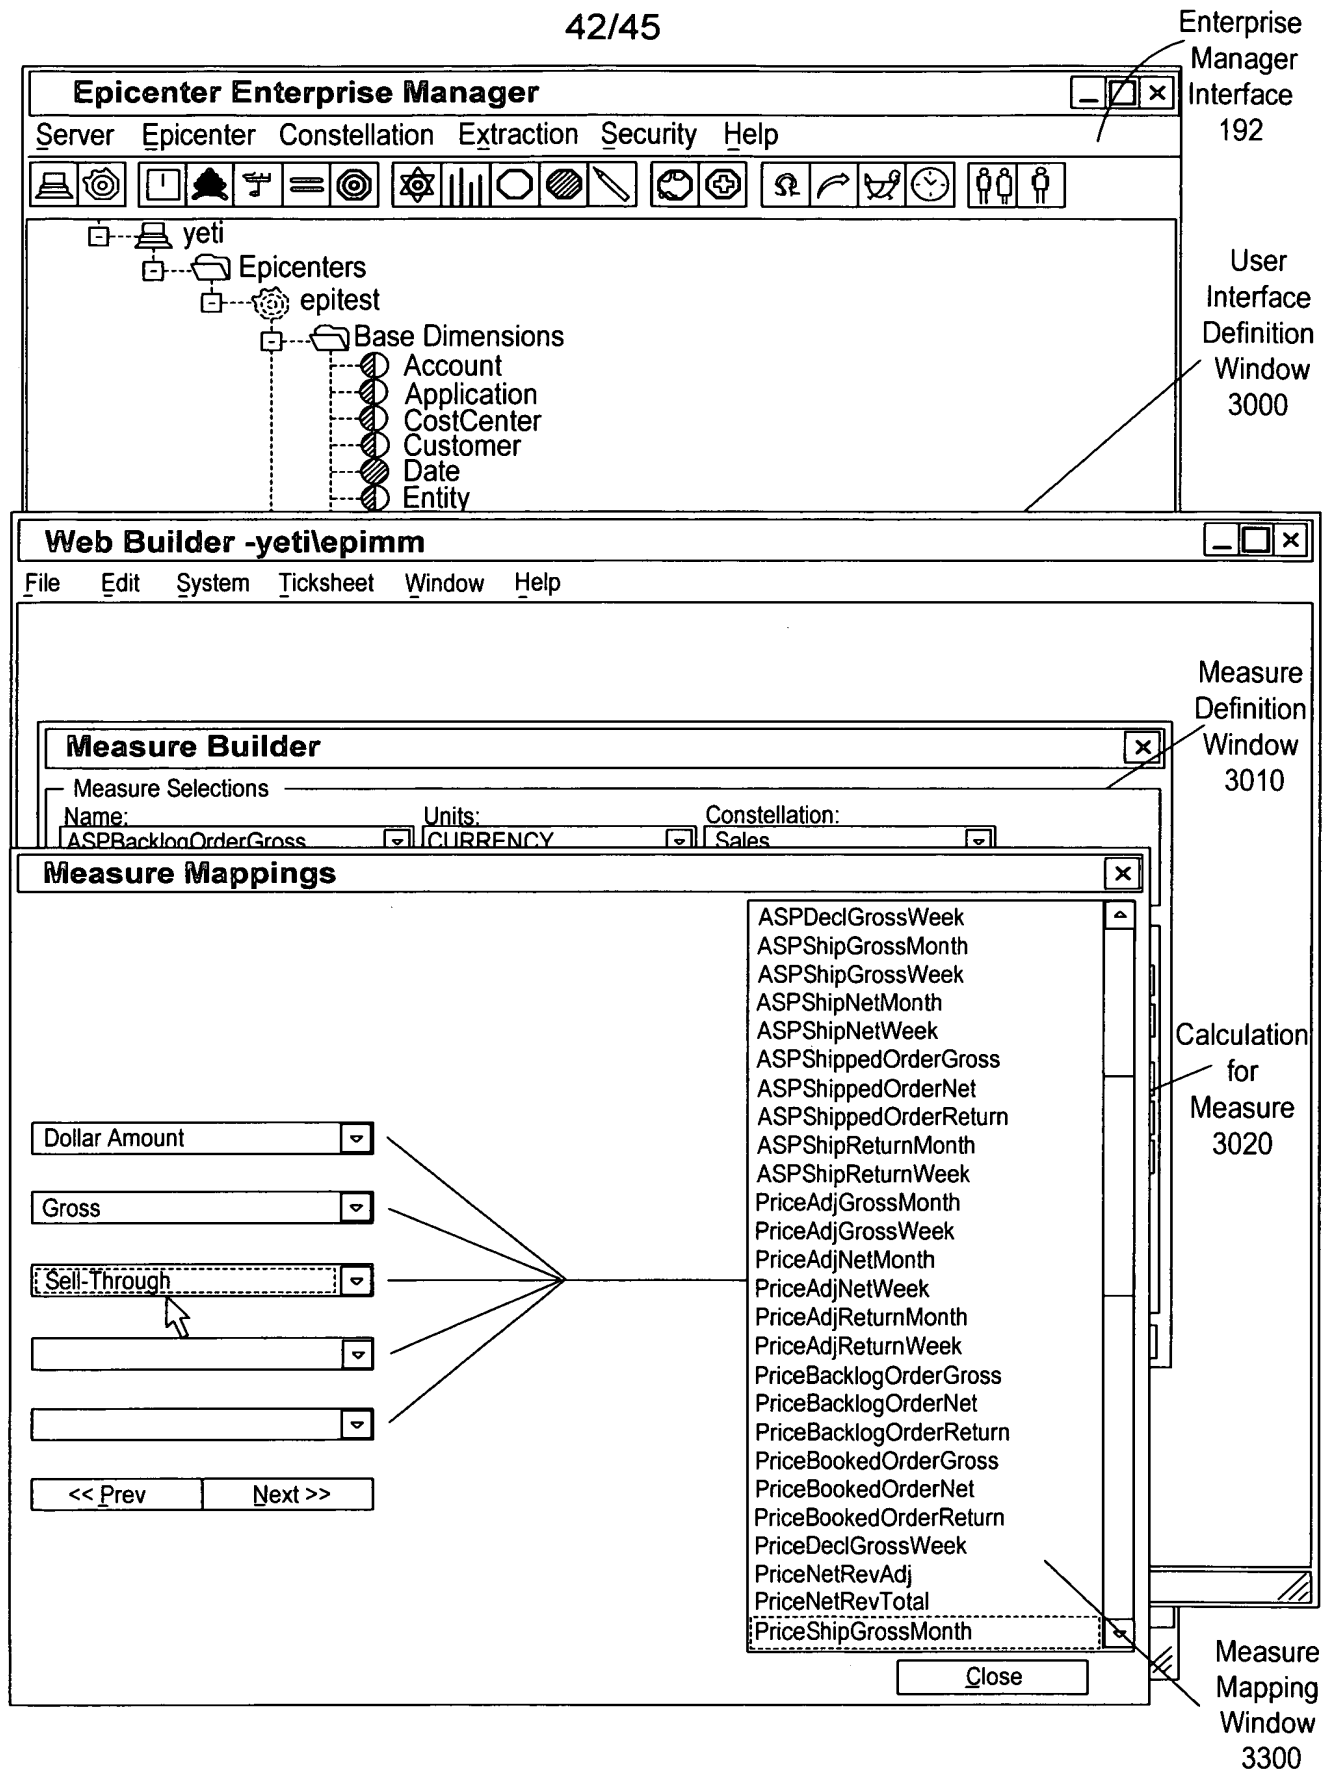 42/45
Enterprise
Manager
Interface
192
Epicenter Enterprise Manager
Server Epicenter Constellation Extraction Security Help
yeti
Epicenters
epitest
Base Dimensions
Account
Application
CostCenter
Customer
Date
Entity
User
Interface
Definition
Window
3000
Web Builder -yeti\epimm
File Edit System Ticksheet Window Help
Measure
Definition
Window
3010
Measure Builder
Measure Selections
Name: Units: Constellation:
ASPBacklogOrderGross CURRENCY Sales
Measure Mappings
ASPDeclGrossWeek
ASPShipGrossMonth
ASPShipGrossWeek
ASPShipNetMonth
ASPShipNetWeek
ASPShippedOrderGross
ASPShippedOrderNet
ASPShippedOrderReturn
ASPShipReturnMonth
ASPShipReturnWeek
PriceAdjGrossMonth
PriceAdjGrossWeek
PriceAdjNetMonth
PriceAdjNetWeek
PriceAdjReturnMonth
PriceAdjReturnWeek
PriceBacklogOrderGross
PriceBacklogOrderNet
PriceBacklogOrderReturn
PriceBookedOrderGross
PriceBookedOrderNet
PriceBookedOrderReturn
PriceDeclGrossWeek
PriceNetRevAdj
PriceNetRevTotal
PriceShipGrossMonth
Calculation
for
Measure
3020
Dollar Amount
Gross
Sell-Through
<< Prev Next >>
Close
Measure
Mapping
Window
3300